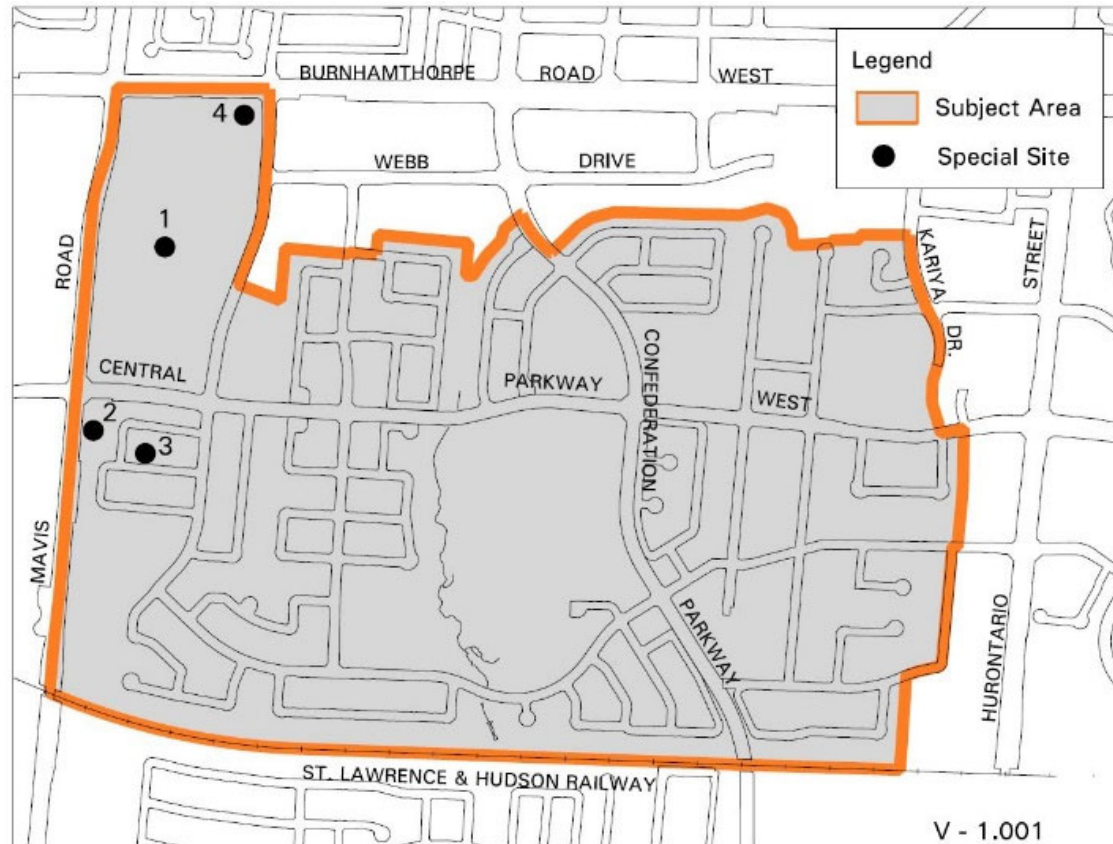 BURNHAMTHORPE ROAD WEST
Legend
Subject Area
Special Site
4
WEBB DRIVE
1
ROAD
KARIYA DR.
STREET
CENTRAL PARKWAY WEST
CONFEDERATION PARKWAY
2
3
MAVIS
HURONTARIO
ST. LAWRENCE & HUDSON RAILWAY
V - 1.001